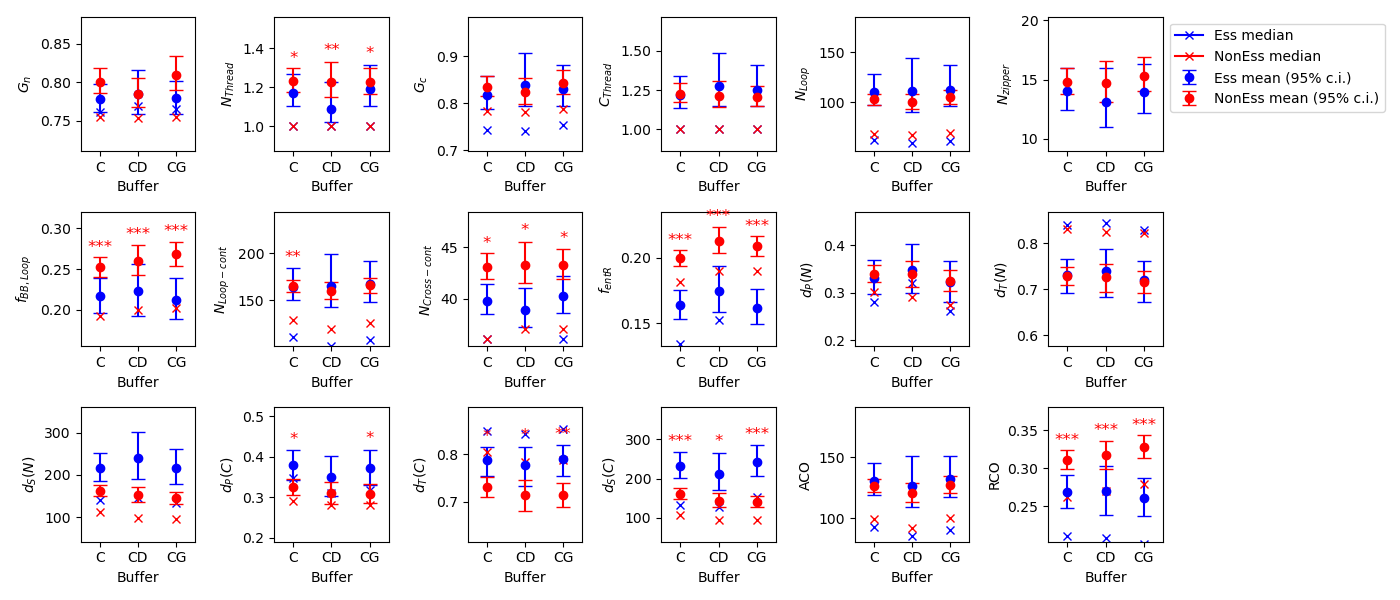 Ess median
NonEss median
Ess mean (95% c.i.)
NonEss mean (95% c.i.)
G_n
0.85
0.80
0.75
C CD CG
Buffer
N_Thread
1.4
1.2
1.0
* ** *
C CD CG
Buffer
G_c
0.9
0.8
0.7
C CD CG
Buffer
C_Thread
1.50
1.25
1.00
C CD CG
Buffer
N_Loop
150
100
C CD CG
Buffer
N_zipper
20
15
10
C CD CG
Buffer
f_BB,Loop
0.30
0.25
0.20
*** *** ***
C CD CG
Buffer
N_Loop-cont
200
150
**
C CD CG
Buffer
N_Cross-cont
45
40
* * *
C CD CG
Buffer
f_entR
0.20
0.15
*** *** ***
C CD CG
Buffer
d_P(N)
0.4
0.3
0.2
C CD CG
Buffer
d_T(N)
0.8
0.7
0.6
C CD CG
Buffer
d_S(N)
300
200
100
C CD CG
Buffer
d_P(C)
0.5
0.4
0.3
0.2
* *
C CD CG
Buffer
d_T(C)
0.8
0.7
* * **
C CD CG
Buffer
d_S(C)
300
200
100
*** * ***
C CD CG
Buffer
ACO
150
100
C CD CG
Buffer
RCO
0.35
0.30
0.25
*** *** ***
C CD CG
Buffer